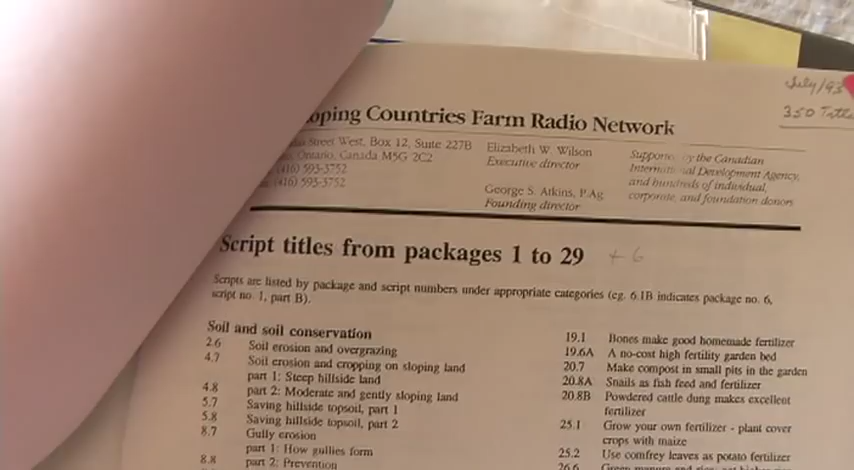 July/93
350 Titles
oping Countries Farm Radio Network
Street West, Box 12, Suite 227B
Ontario, Canada M5G 2C2
(416) 593-3752
(416) 593-3752
Elizabeth W. Wilson
Executive director
George S. Atkins, P.Ag
Founding director
Supporte y the Canadian
Internati nal Development Agency,
and hundreds of individual,
corporate, and foundation donors
Script titles from packages 1 to 29 + 6
Scripts are listed by package and script numbers under appropriate categories (eg. 6.1B indicates package no. 6,
script no. 1, part B).
Soil and soil conservation
2.6 Soil erosion and overgrazing
4.7 Soil erosion and cropping on sloping land
part 1: Steep hillside land
4.8 part 2: Moderate and gently sloping land
5.7 Saving hillside topsoil, part 1
5.8 Saving hillside topsoil, part 2
8.7 Gully erosion
part 1: How gullies form
8.8 part 2: Prevention
19.1 Bones make good homemade fertilizer
19.6A A no-cost high fertility garden bed
20.7 Make compost in small pits in the garden
20.8A Snails as fish feed and fertilizer
20.8B Powdered cattle dung makes excellent
fertilizer
25.1 Grow your own fertilizer - plant cover
crops with maize
25.2 Use comfrey leaves as potato fertilizer
26.6 Green manure and